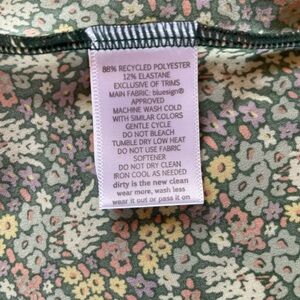 88% RECYCLED POLYESTER
12% ELASTANE
EXCLUSIVE OF TRIMS
MAIN FABRIC: bluesign®
APPROVED
MACHINE WASH COLD
WITH SIMILAR COLORS
GENTLE CYCLE
DO NOT BLEACH
TUMBLE DRY LOW HEAT
DO NOT USE FABRIC
SOFTENER
DO NOT DRY CLEAN
IRON COOL AS NEEDED
dirty is the new clean
wear more, wash less
wear it out or pass it on